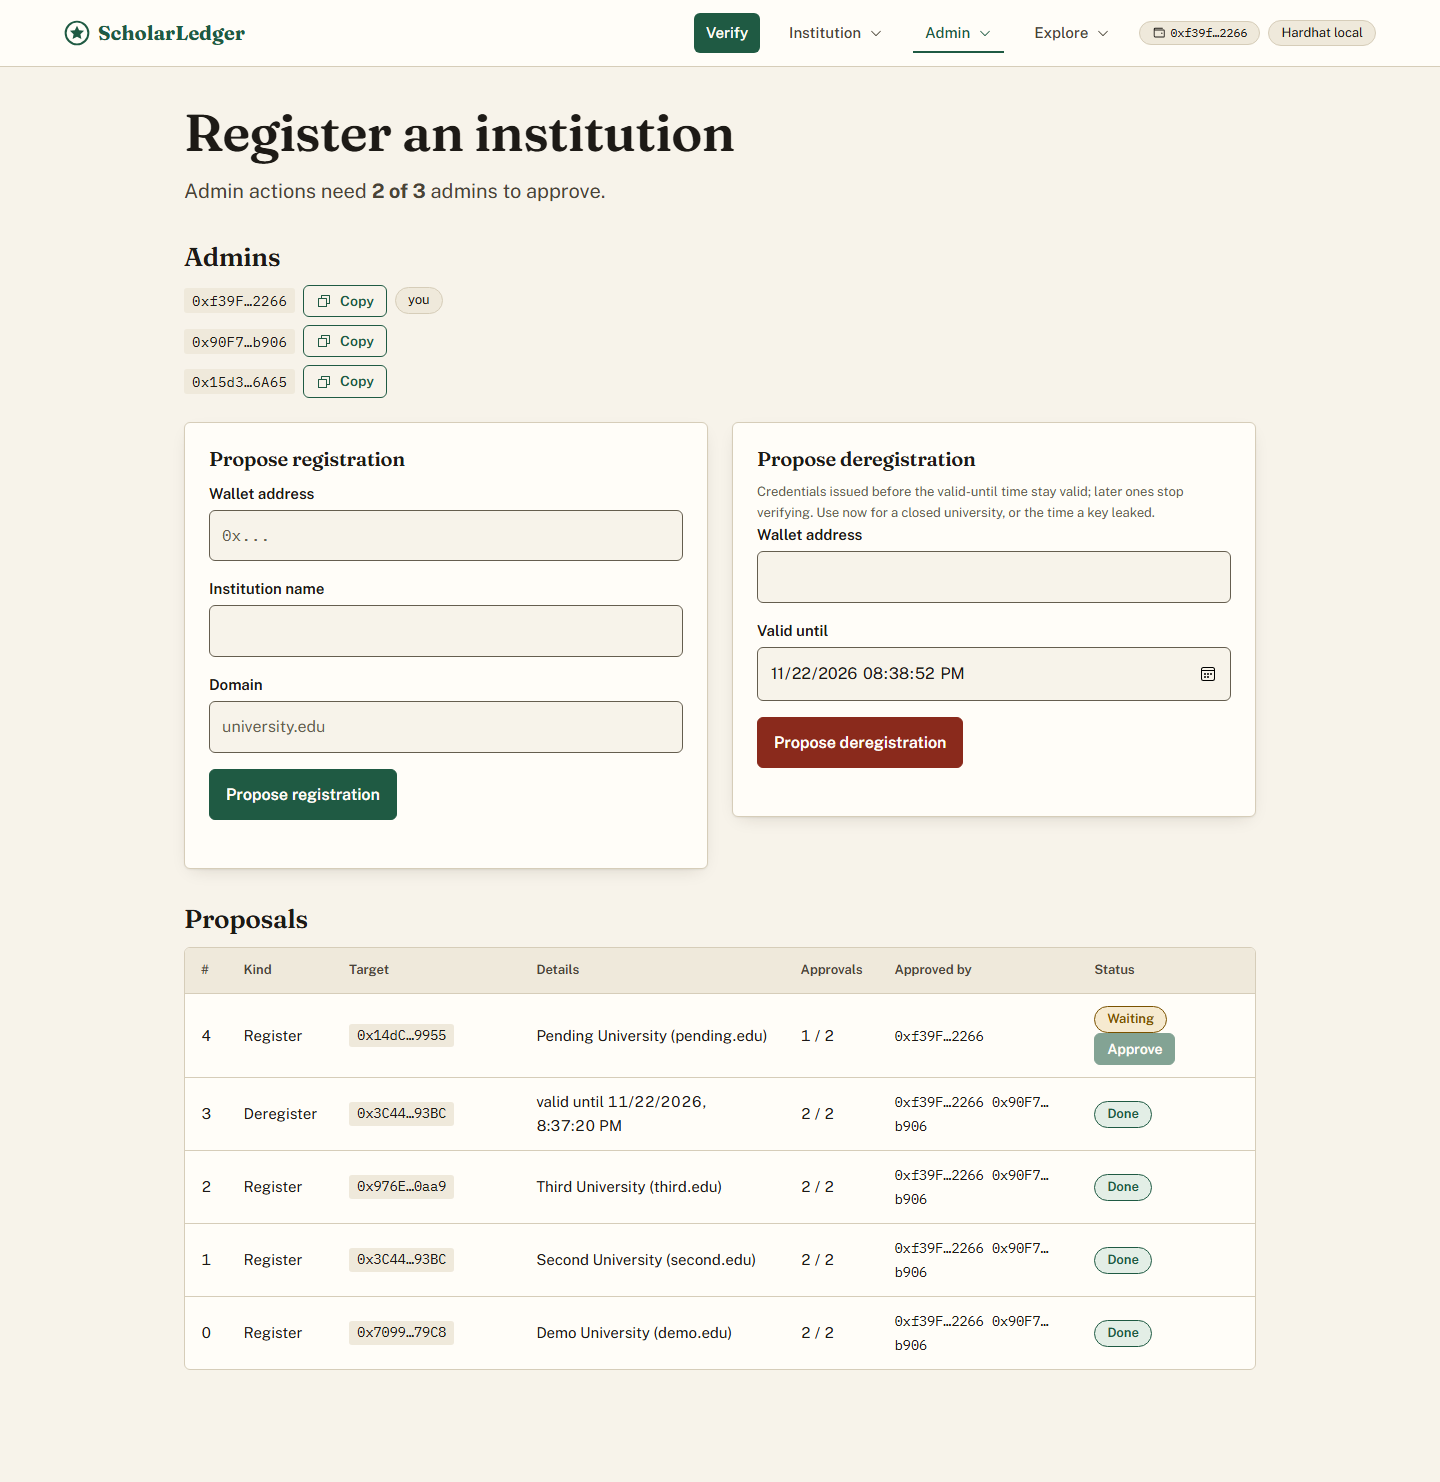 ScholarLedger
Verify
Institution
Admin
Explore
0xf39f…2266
Hardhat local
Register an institution
Admin actions need 2 of 3 admins to approve.
Admins
0xf39F…2266 Copy you
0x90F7…b906 Copy
0x15d3…6A65 Copy
Propose registration
Wallet address
0x...
Institution name
Domain
university.edu
Propose registration
Propose deregistration
Credentials issued before the valid-until time stay valid; later ones stop
verifying. Use now for a closed university, or the time a key leaked.
Wallet address
Valid until
11/22/2026 08:38:52 PM
Propose deregistration
Proposals
# Kind Target Details Approvals Approved by Status
4 Register 0x14dC…9955 Pending University (pending.edu) 1 / 2 0xf39F…2266 Waiting
Approve
3 Deregister 0x3C44…93BC valid until 11/22/2026,
8:37:20 PM 2 / 2 0xf39F…2266 0x90F7…
b906 Done
2 Register 0x976E…0aa9 Third University (third.edu) 2 / 2 0xf39F…2266 0x90F7…
b906 Done
1 Register 0x3C44…93BC Second University (second.edu) 2 / 2 0xf39F…2266 0x90F7…
b906 Done
0 Register 0x7099…79C8 Demo University (demo.edu) 2 / 2 0xf39F…2266 0x90F7…
b906 Done